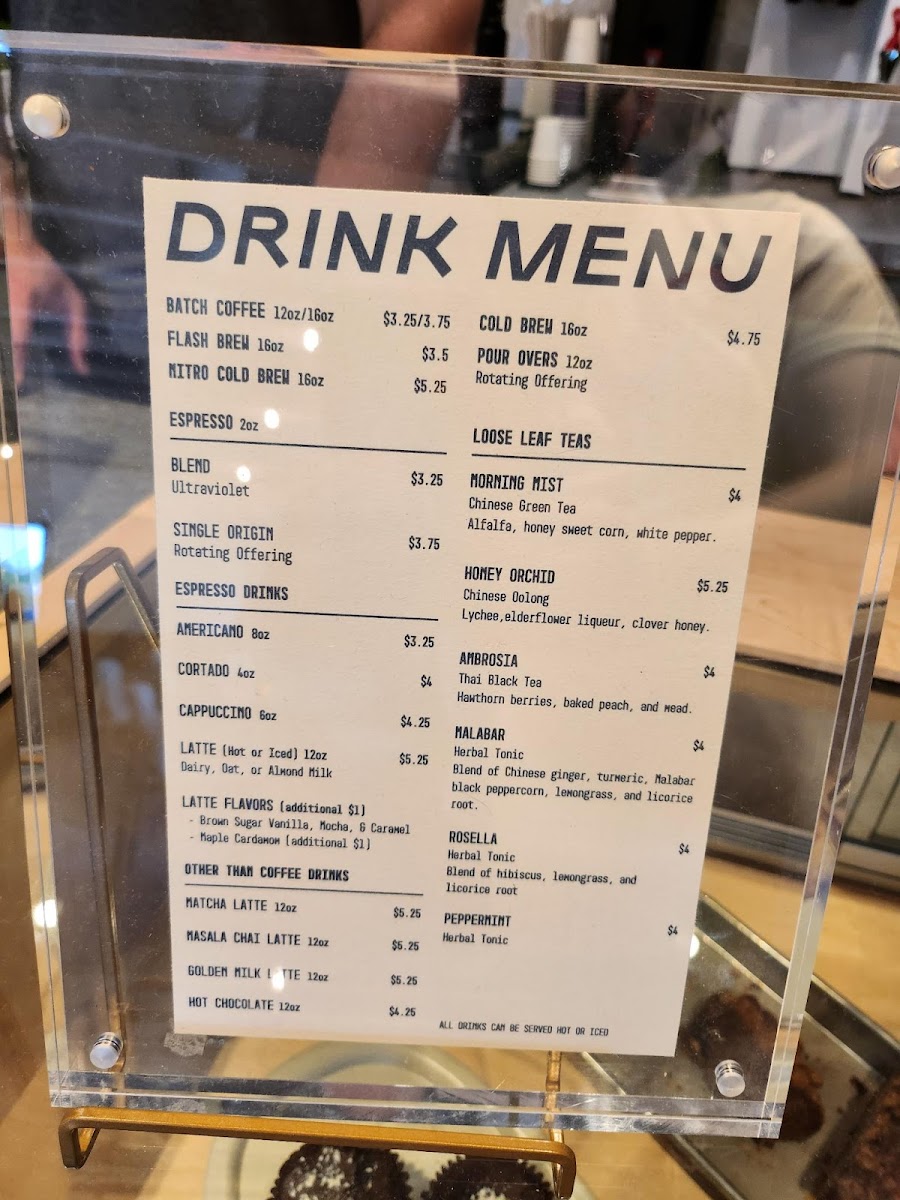 DRINK MENU
BATCH COFFEE 12oz/16oz $3.25/3.75
FLASH BREW 16oz $3.5
NITRO COLD BREW 16oz $5.25
ESPRESSO 2oz
BLEND $3.25
Ultraviolet
SINGLE ORIGIN $3.75
Rotating Offering
ESPRESSO DRINKS
AMERICANO 8oz $3.25
CORTADO 4oz $4
CAPPUCCINO 6oz $4.25
LATTE (Hot or Iced) 12oz $5.25
Dairy, Oat, or Almond Milk
LATTE FLAVORS (additional $1)
- Brown Sugar Vanilla, Mocha, & Caramel
- Maple Cardamom (additional $1)
OTHER THAN COFFEE DRINKS
MATCHA LATTE 12oz $5.25
MASALA CHAI LATTE 12oz $5.25
GOLDEN MILK LATTE 12oz $5.25
HOT CHOCOLATE 12oz $4.25
COLD BREW 16oz $4.75
POUR OVERS 12oz
Rotating Offering
LOOSE LEAF TEAS
MORNING MIST $4
Chinese Green Tea
Alfalfa, honey sweet corn, white pepper.
HONEY ORCHID $5.25
Chinese Oolong
Lychee,elderflower liqueur, clover honey.
AMBROSIA $4
Thai Black Tea
Hawthorn berries, baked peach, and mead.
MALABAR $4
Herbal Tonic
Blend of Chinese ginger, turmeric, Malabar
black peppercorn, lemongrass, and licorice
root.
ROSELLA $4
Herbal Tonic
Blend of hibiscus, lemongrass, and
licorice root
PEPPERMINT $4
Herbal Tonic
ALL DRINKS CAN BE SERVED HOT OR ICED